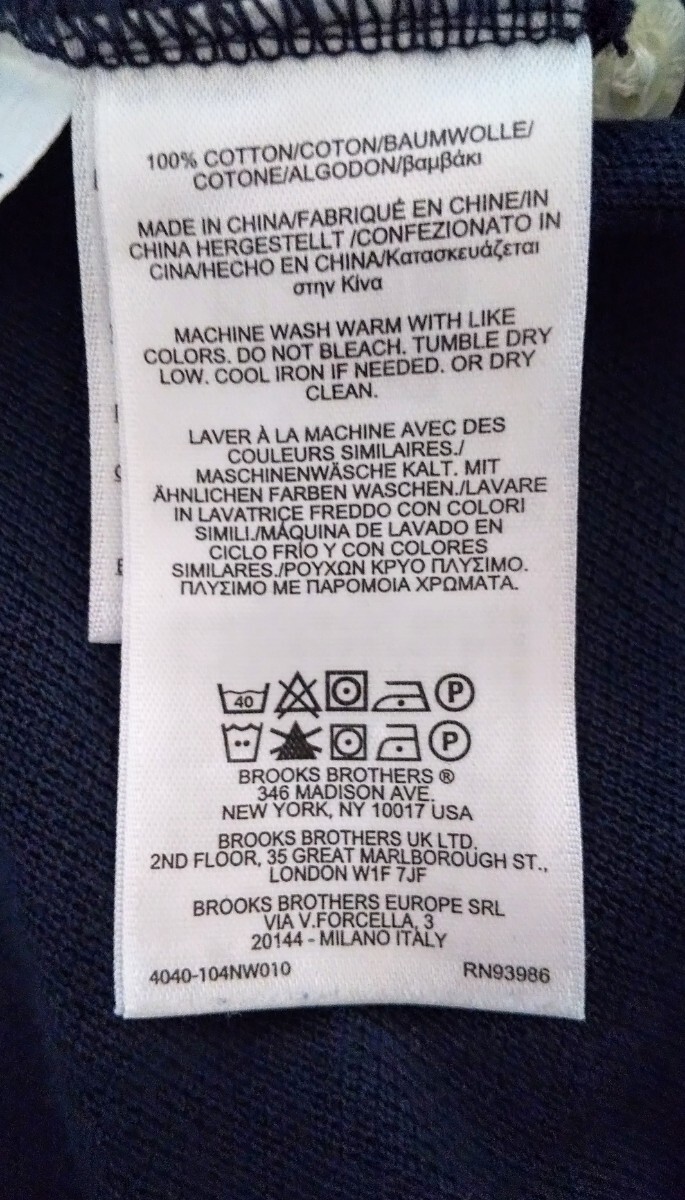 100% COTTON/COTON/BAUMWOLLE/
COTONE/ALGODON/βαμβάκι
MADE IN CHINA/FABRIQUÉ EN CHINE/IN
CHINA HERGESTELLT /CONFEZIONATO IN
CINA/HECHO EN CHINA/Κατασκευάζεται
στην Κίνα
MACHINE WASH WARM WITH LIKE
COLORS. DO NOT BLEACH. TUMBLE DRY
LOW. COOL IRON IF NEEDED. OR DRY
CLEAN.
LAVER À LA MACHINE AVEC DES
COULEURS SIMILAIRES./
MASCHINENWÄSCHE KALT. MIT
ÄHNLICHEN FARBEN WASCHEN./LAVARE
IN LAVATRICE FREDDO CON COLORI
SIMILI./MÁQUINA DE LAVADO EN
CICLO FRÍO Y CON COLORES
SIMILARES./ΡΟΥΧΩΝ ΚΡΥΟ ΠΛΥΣΙΜΟ.
ΠΛΥΣΙΜΟ ΜΕ ΠΑΡΟΜΟΙΑ ΧΡΩΜΑΤΑ.
40 P
P
BROOKS BROTHERS ®
346 MADISON AVE.
NEW YORK, NY 10017 USA
BROOKS BROTHERS UK LTD.
2ND FLOOR, 35 GREAT MARLBOROUGH ST.,
LONDON W1F 7JF
BROOKS BROTHERS EUROPE SRL
VIA V.FORCELLA, 3
20144 - MILANO ITALY
4040-104NW010 RN93986